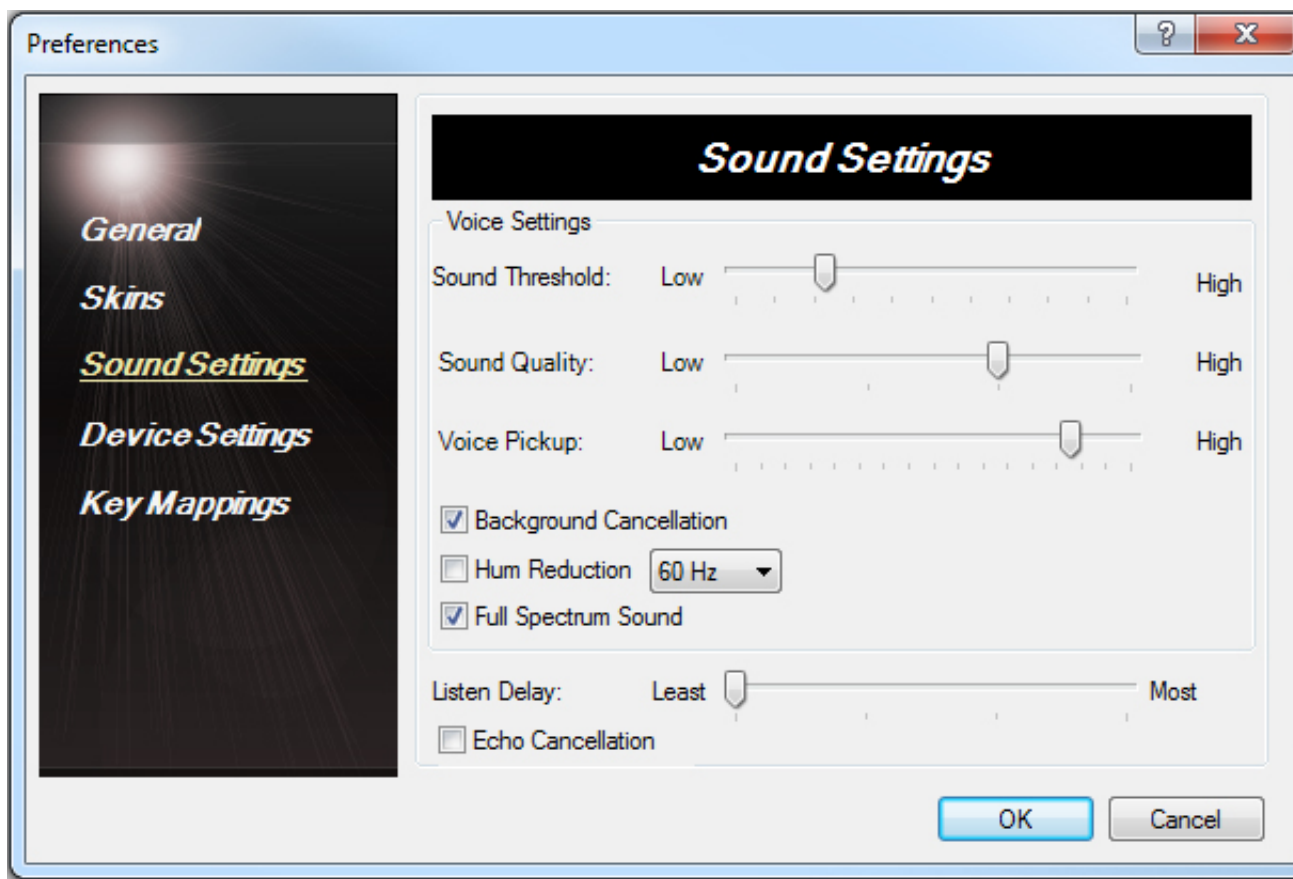 Preferences
General
Skins
Sound Settings
Device Settings
Key Mappings
Sound Settings
Voice Settings
Sound Threshold: Low High
Sound Quality: Low High
Voice Pickup: Low High
Background Cancellation
Hum Reduction 60 Hz
Full Spectrum Sound
Listen Delay: Least Most
Echo Cancellation
OK Cancel